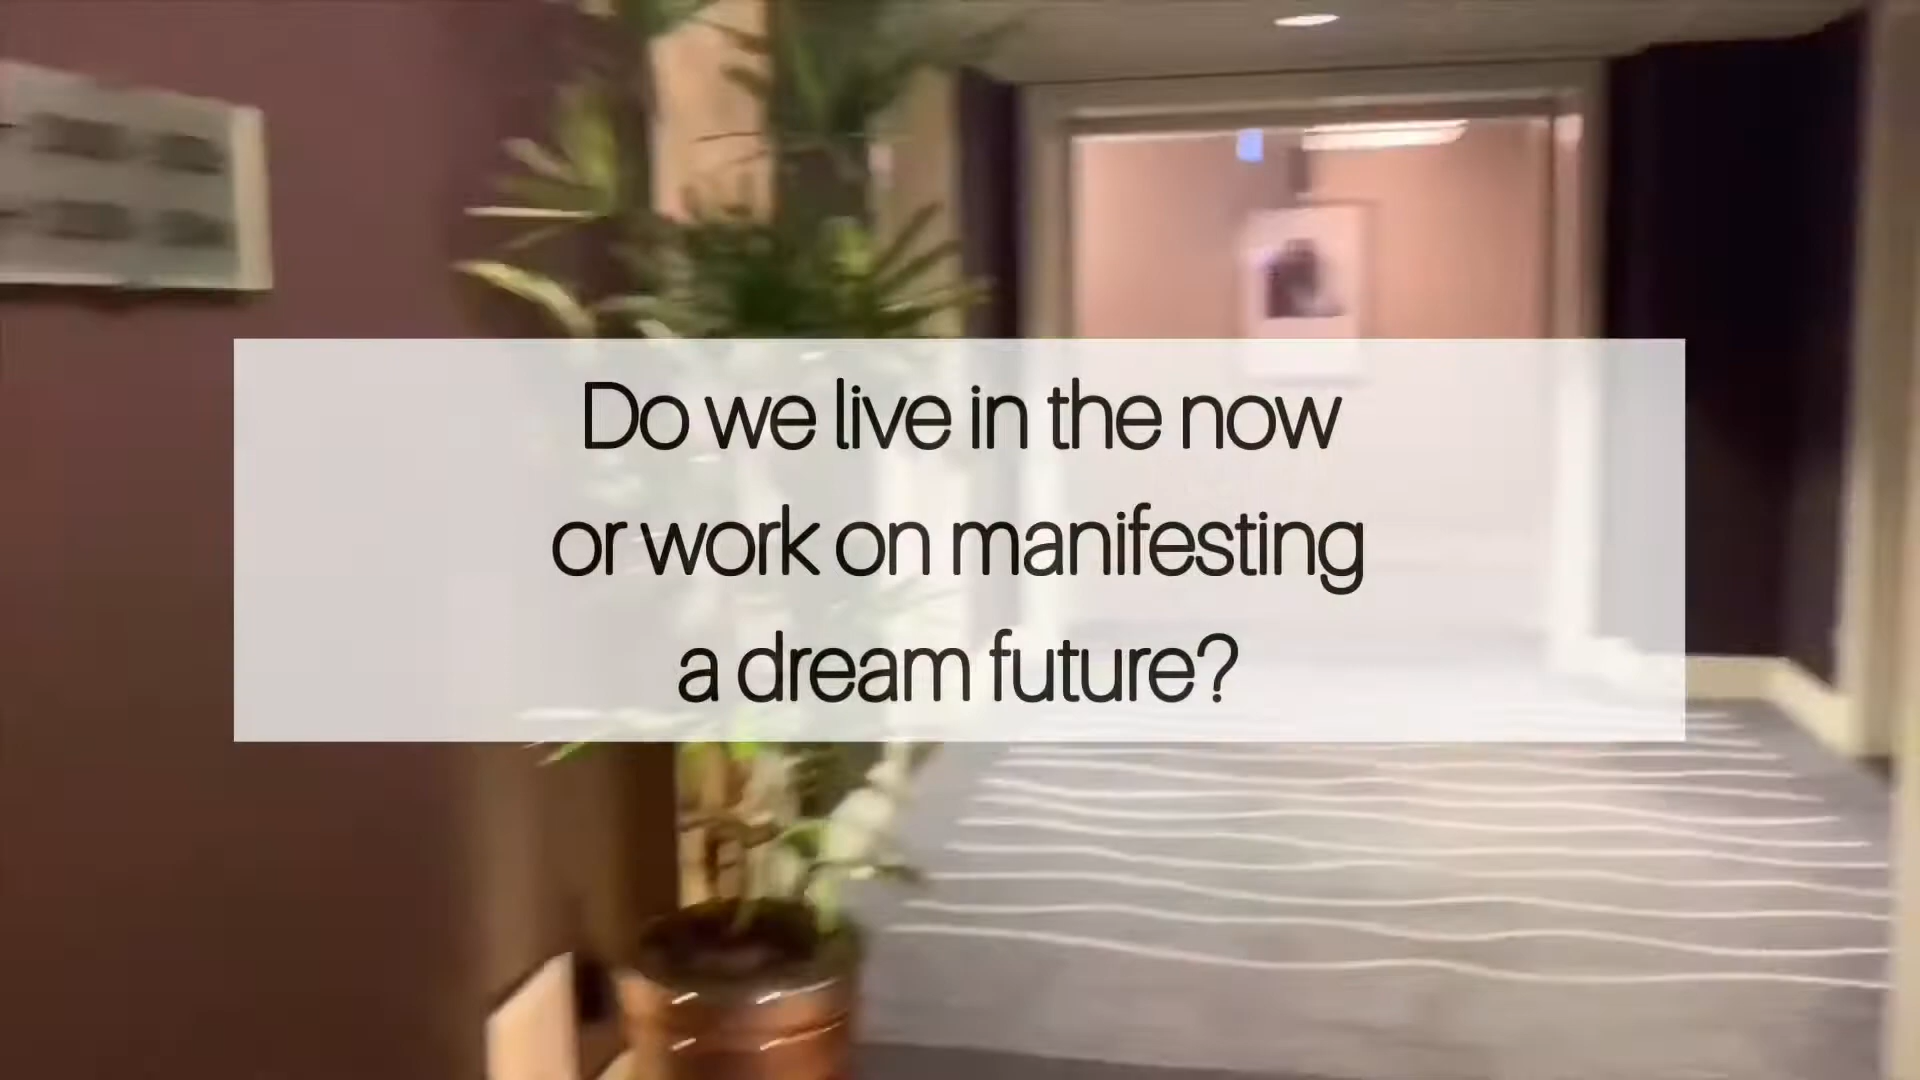 Do we live in the now
or work on manifesting
a dream future?